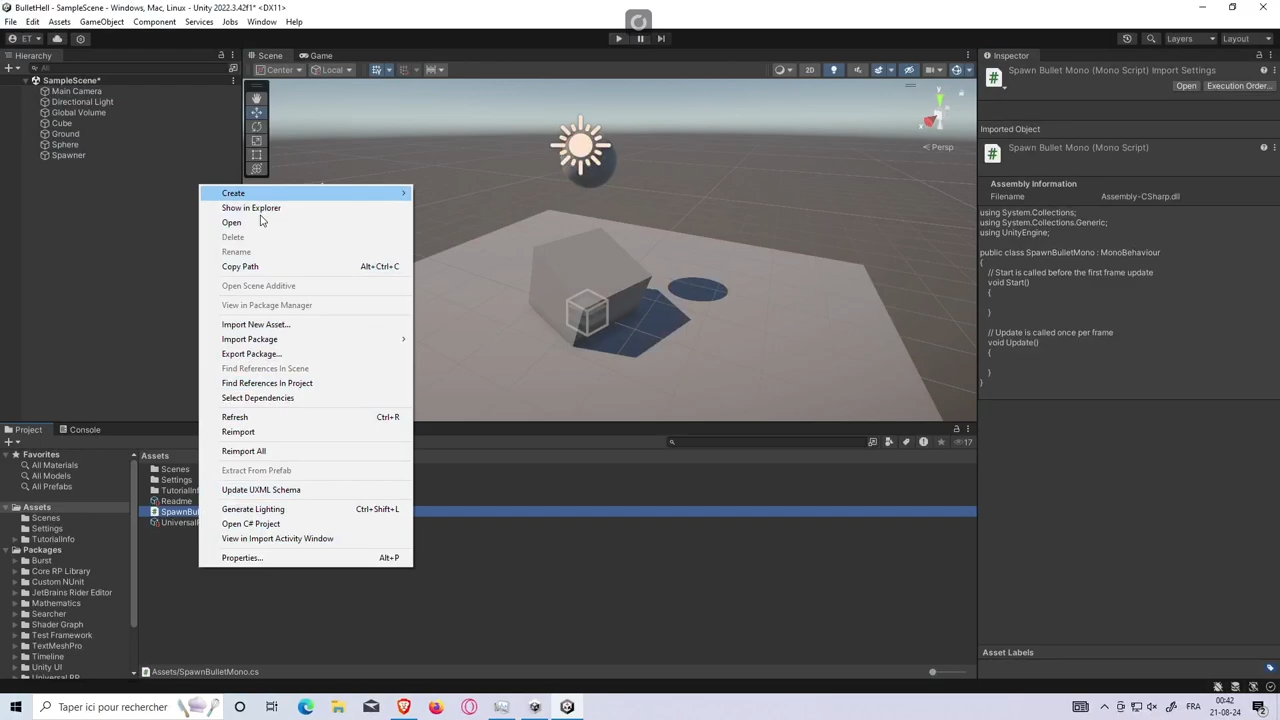 BulletHell - SampleScene - Windows, Mac, Linux - Unity 2022.3.42f1* <DX11>
File Edit Assets GameObject Component Services Jobs Window Help
ET
Layers
Layout
Hierarchy
Scene
Game
Inspector
All
Center
Local
2D
SampleScene*
Main Camera
Directional Light
Global Volume
Cube
Ground
Sphere
Spawner
y
x
Persp
Spawn Bullet Mono (Mono Script) Import Settings
Open
Execution Order...
Imported Object
Spawn Bullet Mono (Mono Script)
Assembly Information
Filename Assembly-CSharp.dll
using System.Collections;
using System.Collections.Generic;
using UnityEngine;
public class SpawnBulletMono : MonoBehaviour
{
// Start is called before the first frame update
void Start()
{
}
// Update is called once per frame
void Update()
{
}
}
Create
Show in Explorer
Open
Delete
Rename
Copy Path Alt+Ctrl+C
Open Scene Additive
View in Package Manager
Import New Asset...
Import Package
Export Package...
Find References In Scene
Find References In Project
Select Dependencies
Refresh Ctrl+R
Reimport
Reimport All
Extract From Prefab
Update UXML Schema
Generate Lighting Ctrl+Shift+L
Open C# Project
View in Import Activity Window
Properties... Alt+P
Project
Console
17
Favorites
All Materials
All Models
All Prefabs
Assets
Scenes
Settings
TutorialInfo
Packages
Burst
Core RP Library
Custom NUnit
JetBrains Rider Editor
Mathematics
Searcher
Shader Graph
Test Framework
TextMeshPro
Timeline
Unity UI
Universal RP
Assets
Scenes
Settings
TutorialInf
Readme
SpawnBul
UniversalR
Assets/SpawnBulletMono.cs
Asset Labels
Taper ici pour rechercher
FRA
00:42
21-08-24